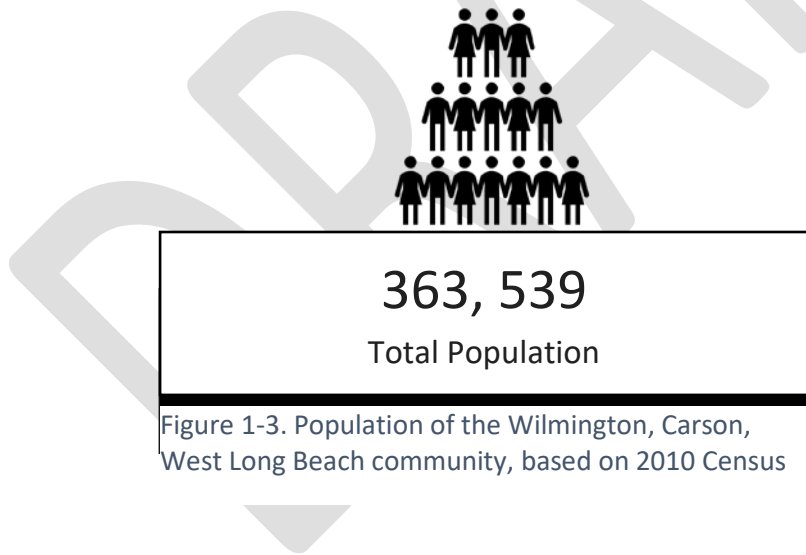 363, 539
Total Population
Figure 1-3. Population of the Wilmington, Carson,
West Long Beach community, based on 2010 Census